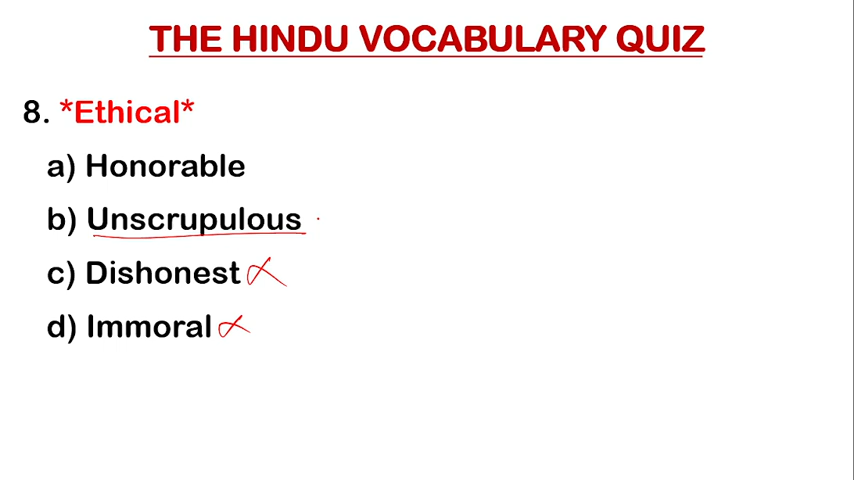 THE HINDU VOCABULARY QUIZ
8. *Ethical*
a) Honorable
b) Unscrupulous
c) Dishonest
d) Immoral